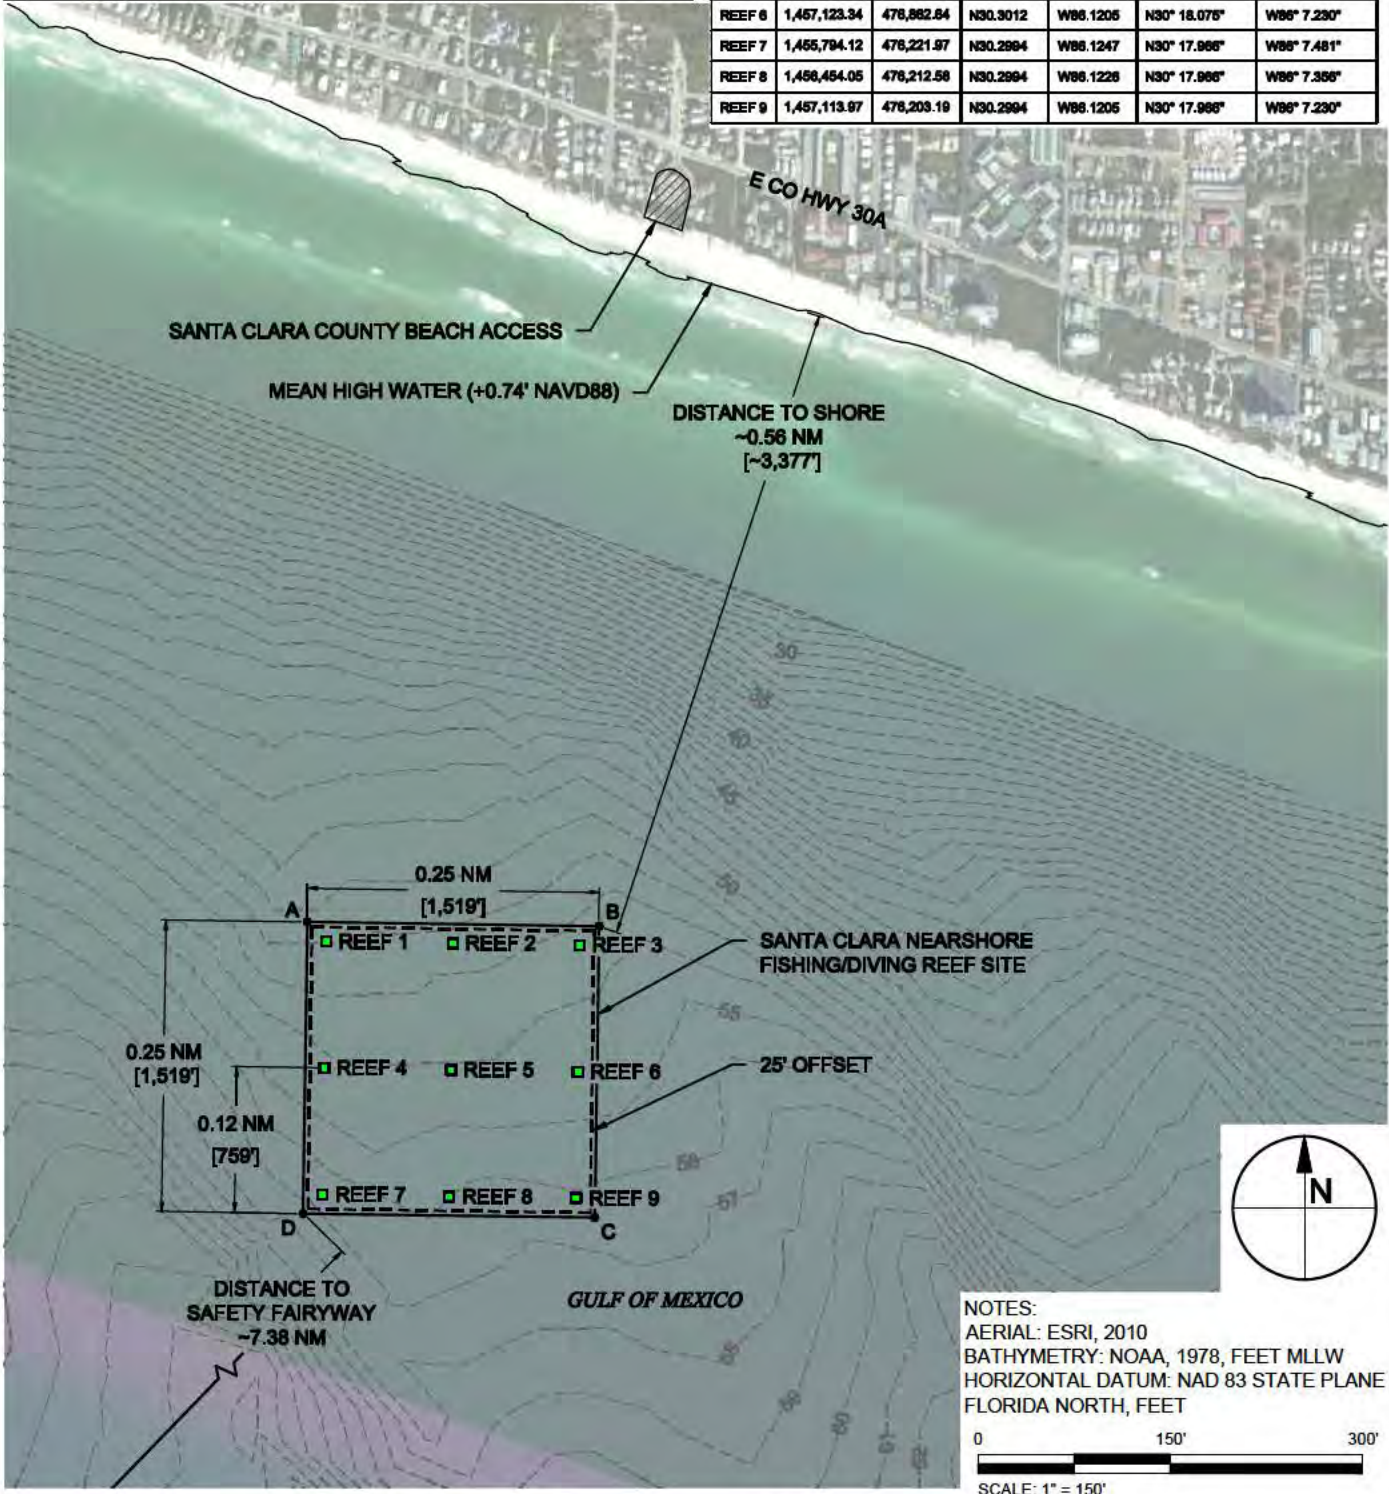 REEF 6 1,457,123.34 476,862.84 N30.3012 W86.1205 N30° 18.075" W86° 7.230"
REEF 7 1,455,794.12 476,221.97 N30.2994 W86.1247 N30° 17.966" W86° 7.481"
REEF 8 1,456,454.05 476,212.58 N30.2994 W86.1226 N30° 17.966" W86° 7.356"
REEF 9 1,457,113.97 476,203.19 N30.2994 W86.1205 N30° 17.966" W86° 7.230"
E CO HWY 30A
SANTA CLARA COUNTY BEACH ACCESS
MEAN HIGH WATER (+0.74' NAVD88)
DISTANCE TO SHORE
~0.56 NM
[~3,377']
30
0.25 NM
[1,519']
A
B
REEF 1
REEF 2
REEF 3
SANTA CLARA NEARSHORE
FISHING/DIVING REEF SITE
55
0.25 NM
[1,519']
REEF 4
REEF 5
REEF 6
25' OFFSET
0.12 NM
[759']
57
REEF 7
REEF 8
REEF 9
D
C
N
DISTANCE TO
SAFETY FAIRYWAY
~7.38 NM
GULF OF MEXICO
60
61
NOTES:
AERIAL: ESRI, 2010
BATHYMETRY: NOAA, 1978, FEET MLLW
HORIZONTAL DATUM: NAD 83 STATE PLANE
FLORIDA NORTH, FEET
0 150' 300'
SCALE: 1" = 150'